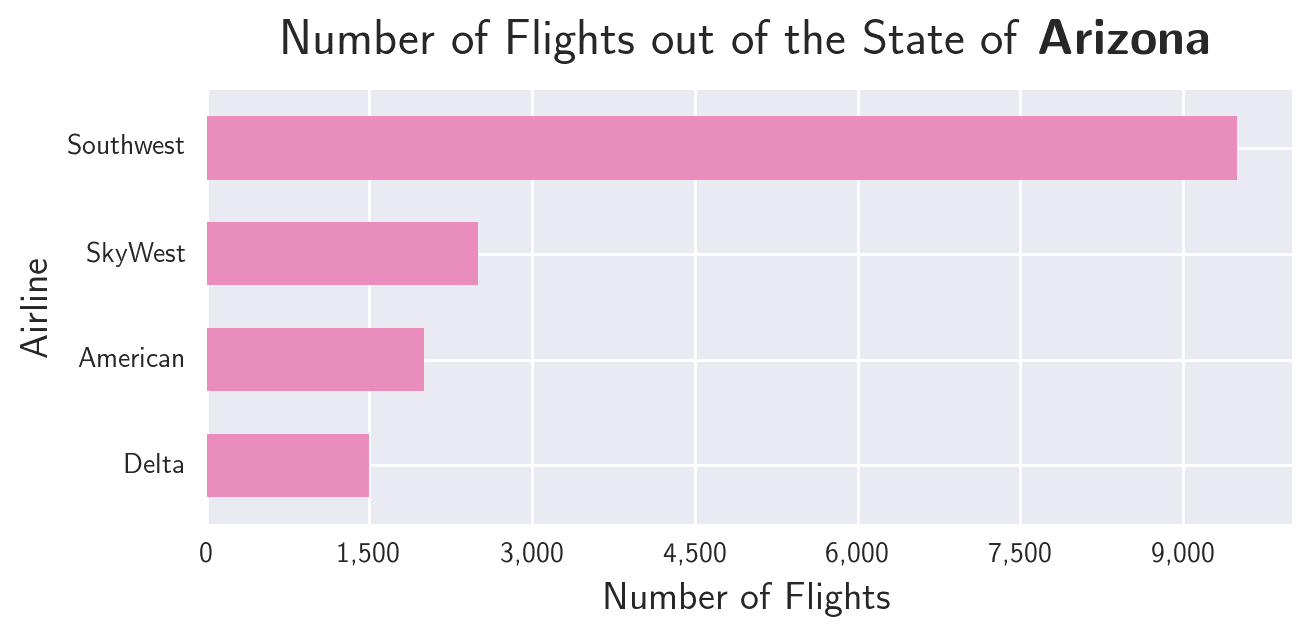 Number of Flights out of the State of Arizona
Southwest
SkyWest
American
Delta
Airline
0 1,500 3,000 4,500 6,000 7,500 9,000
Number of Flights